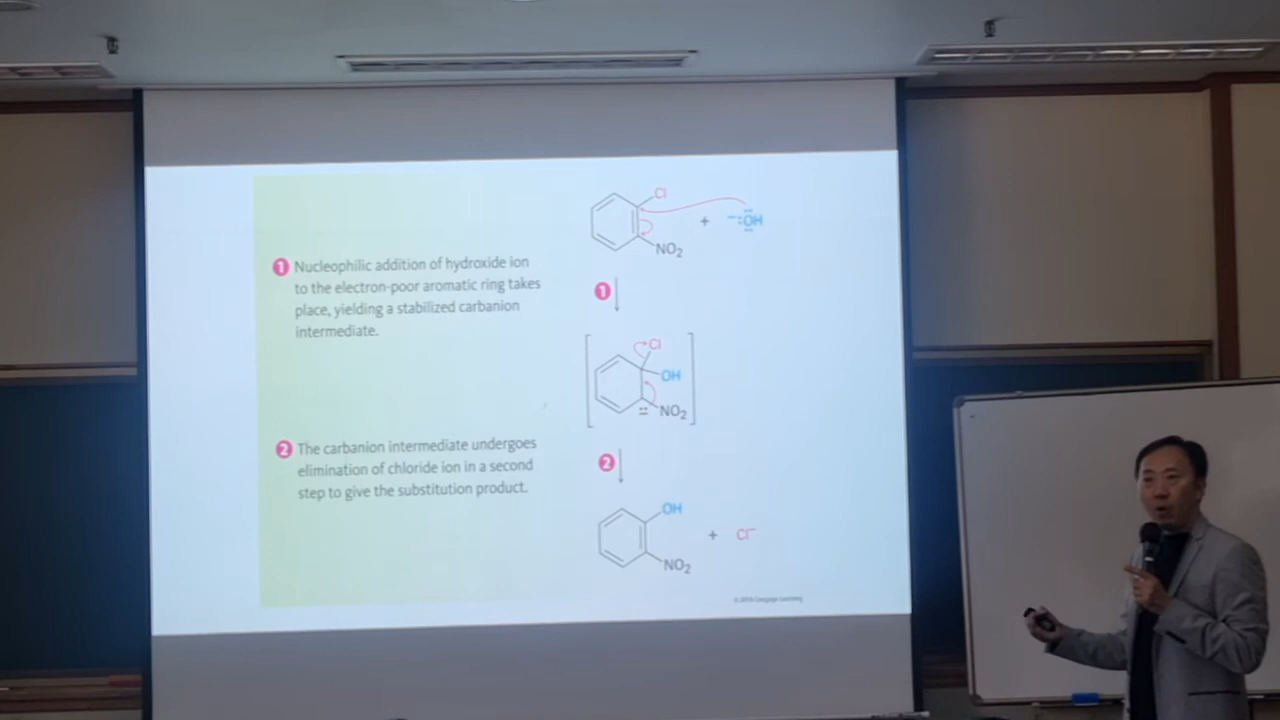 Cl
+ −:ÖH
NO2
1 Nucleophilic addition of hydroxide ion
to the electron-poor aromatic ring takes
place, yielding a stabilized carbanion
intermediate.
1
Cl
OH
NO2
2 The carbanion intermediate undergoes
elimination of chloride ion in a second
step to give the substitution product.
2
OH
+ Cl−
NO2